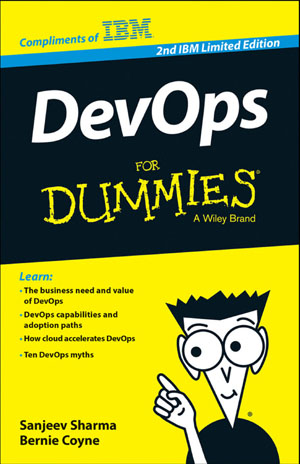 Compliments of IBM
2nd IBM Limited Edition
DevOps
FOR
DUMMIES®
A Wiley Brand
Learn:
• The business need and value
of DevOps
• DevOps capabilities and
adoption paths
• How cloud accelerates DevOps
• Ten DevOps myths
Sanjeev Sharma
Bernie Coyne